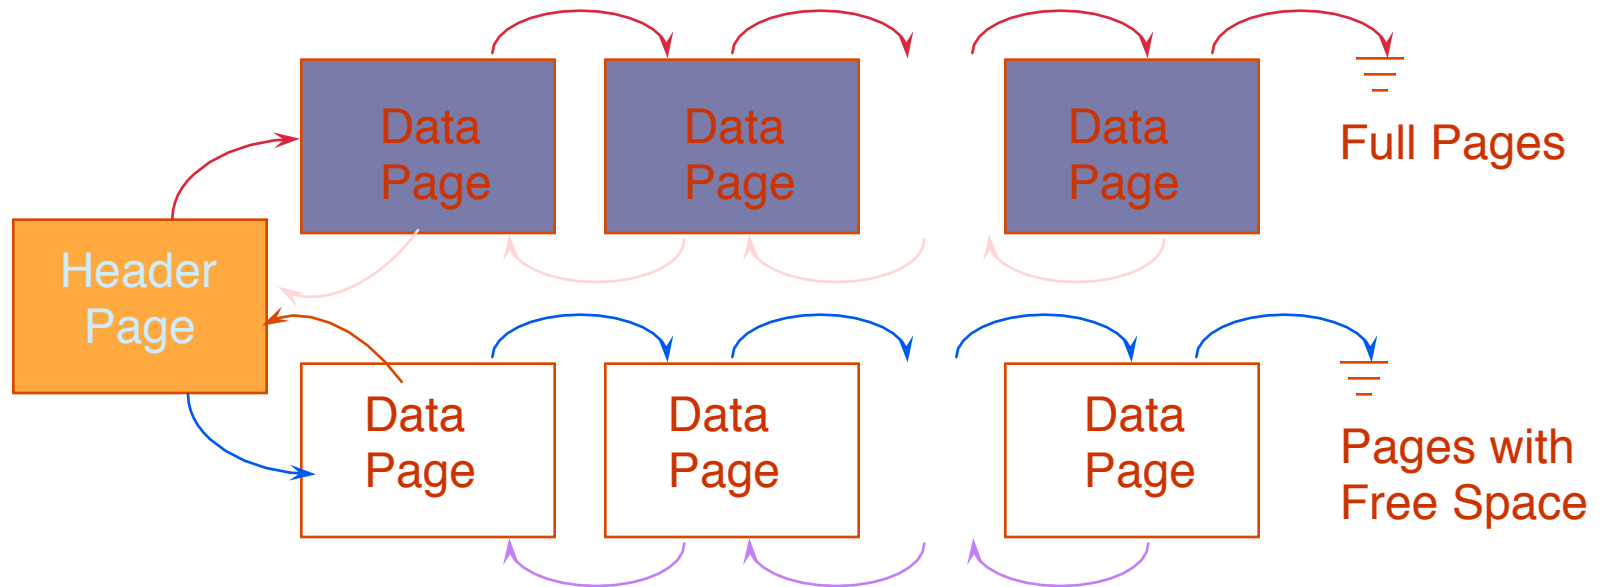 Data
Page
Data
Page
Data
Page
Full Pages
Header
Page
Data
Page
Data
Page
Data
Page
Pages with
Free Space